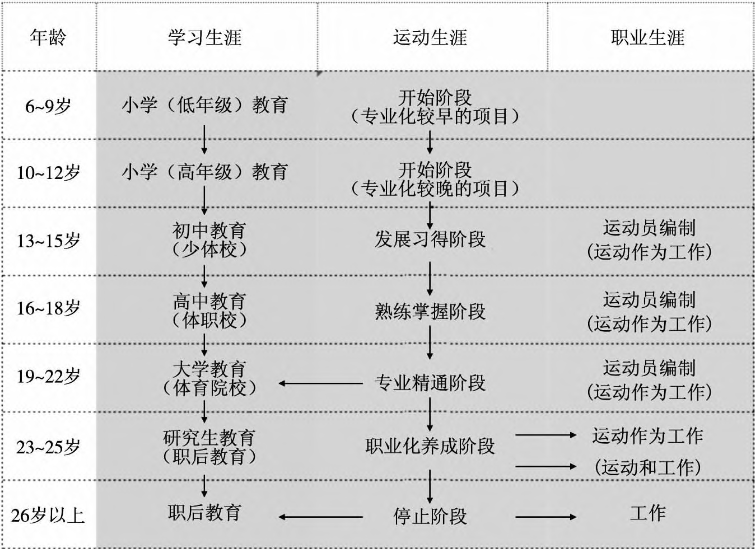 年龄 学习生涯 运动生涯 职业生涯
6~9岁 小学（低年级）教育 开始阶段
（专业化较早的项目）
10~12岁 小学（高年级）教育 开始阶段
（专业化较晚的项目）
13~15岁 初中教育 发展习得阶段 运动员编制
（少体校） (运动作为工作)
16~18岁 高中教育 熟练掌握阶段 运动员编制
（体职校） (运动作为工作)
19~22岁 大学教育 专业精通阶段 运动员编制
（体育院校） (运动作为工作)
23~25岁 研究生教育 职业化养成阶段 运动作为工作
（职后教育） (运动和工作)
26岁以上 职后教育 停止阶段 工作